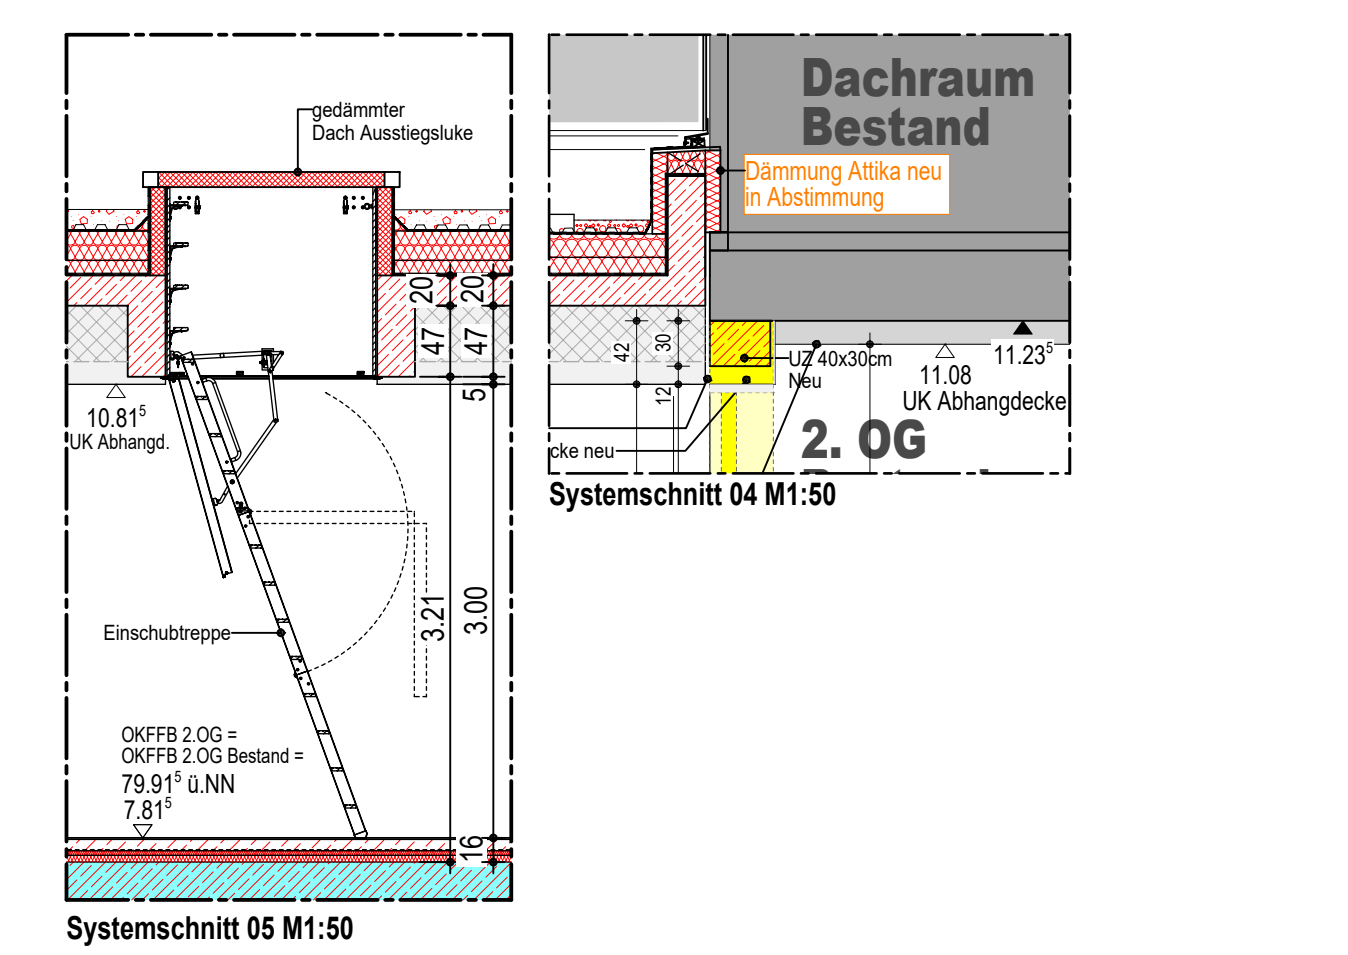 gedämmter
Dach Ausstiegsluke
20
20
47
47
5
10.81⁵
UK Abhangd.
3.21
3.00
Einschubtreppe
OKFFB 2.OG =
OKFFB 2.OG Bestand =
79.91⁵ ü.NN
7.81⁵
16
Systemschnitt 05 M1:50
Dachraum
Bestand
Dämmung Attika neu
in Abstimmung
42
30
12
UZ 40x30cm
Neu
11.23⁵
11.08
UK Abhangdecke
2. OG
cke neu
Systemschnitt 04 M1:50